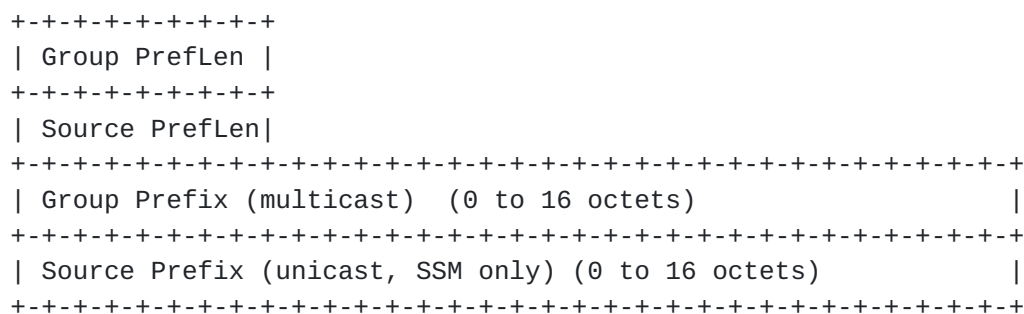 +-+-+-+-+-+-+-+-+
| Group PrefLen |
+-+-+-+-+-+-+-+-+
| Source PrefLen|
+-+-+-+-+-+-+-+-+-+-+-+-+-+-+-+-+-+-+-+-+-+-+-+-+-+-+-+-+-+-+-+-+
| Group Prefix (multicast)  (0 to 16 octets)                    |
+-+-+-+-+-+-+-+-+-+-+-+-+-+-+-+-+-+-+-+-+-+-+-+-+-+-+-+-+-+-+-+-+
| Source Prefix (unicast, SSM only) (0 to 16 octets)            |
+-+-+-+-+-+-+-+-+-+-+-+-+-+-+-+-+-+-+-+-+-+-+-+-+-+-+-+-+-+-+-+-+